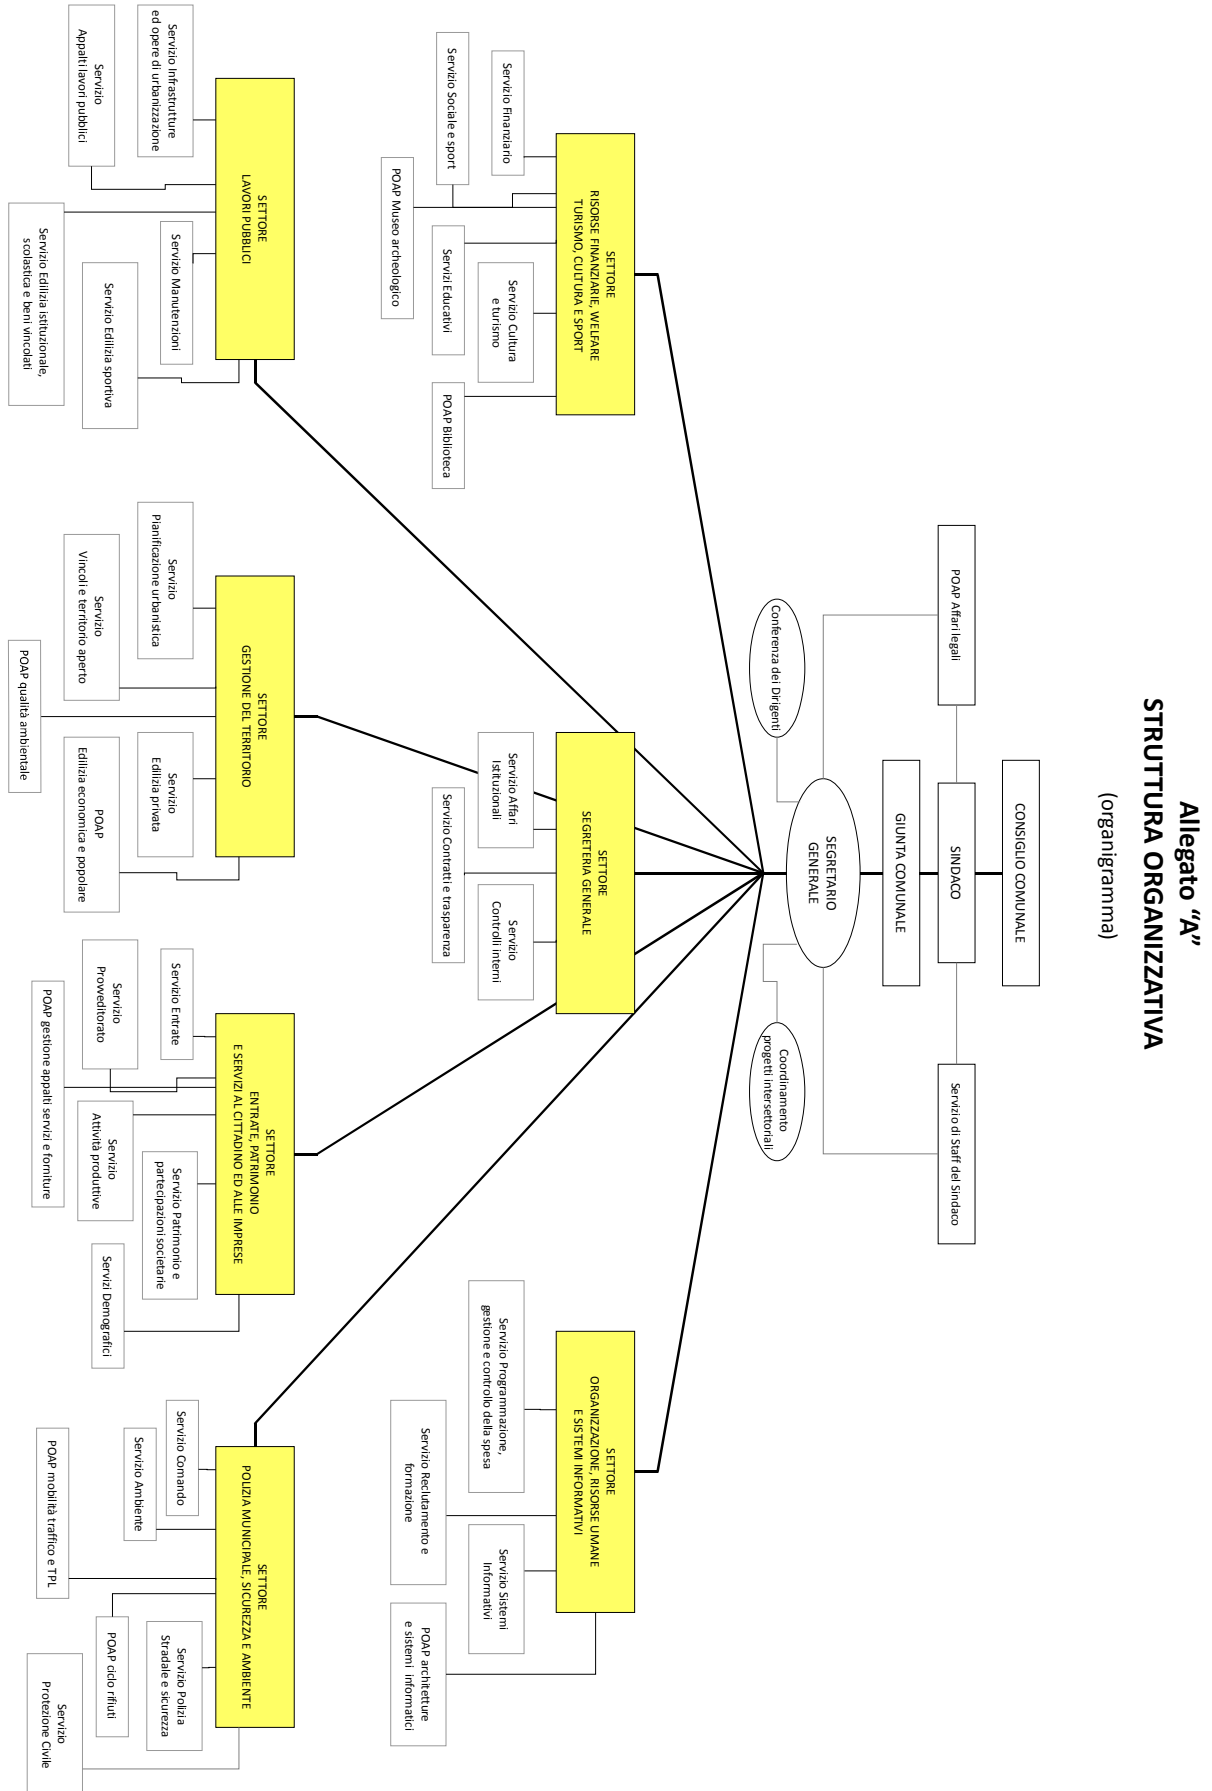 Allegato “A”
STRUTTURA ORGANIZZATIVA
(organigramma)
CONSIGLIO COMUNALE
POAP Affari legali
SINDACO
Servizio di Staff del Sindaco
GIUNTA COMUNALE
SEGRETARIO
GENERALE
Conferenza dei Dirigenti
Coordinamento
progetti intersettoriali
SETTORE
RISORSE FINANZIARIE, WELFARE
TURISMO, CULTURA E SPORT
Servizio Finanziario
Servizio Sociale e sport
POAP Museo archeologico
Servizi Educativi
Servizio Cultura
e turismo
POAP Biblioteca
SETTORE
SEGRETERIA GENERALE
Servizio Affari
Istituzionali
Servizio Contratti e trasparenza
Servizio
Controlli interni
SETTORE
ORGANIZZAZIONE, RISORSE UMANE
E SISTEMI INFORMATIVI
Servizio Programmazione,
gestione e controllo della spesa
Servizio Reclutamento e
formazione
Servizio Sistemi
Informativi
POAP architetture
e sistemi informatici
SETTORE
LAVORI PUBBLICI
Servizio Infrastrutture
ed opere di urbanizzazione
Servizio
Appalti lavori pubblici
Servizio Edilizia istituzionale,
scolastica e beni vincolati
Servizio Manutenzioni
Servizio Edilizia sportiva
SETTORE
GESTIONE DEL TERRITORIO
Servizio
Pianificazione urbanistica
Servizio
Vincoli e territorio aperto
POAP qualità ambientale
Servizio
Edilizia privata
POAP
Edilizia economica e popolare
SETTORE
ENTRATE, PATRIMONIO
E SERVIZI AL CITTADINO ED ALLE IMPRESE
Servizio Entrate
Servizio
Provveditorato
POAP gestione appalti servizi e forniture
Servizio
Attività produttive
Servizio Patrimonio e
partecipazioni societarie
Servizi Demografici
SETTORE
POLIZIA MUNICIPALE, SICUREZZA E AMBIENTE
Servizio Comando
Servizio Ambiente
POAP mobilità traffico e TPL
POAP ciclo rifiuti
Servizio Polizia
Stradale e sicurezza
Servizio
Protezione Civile